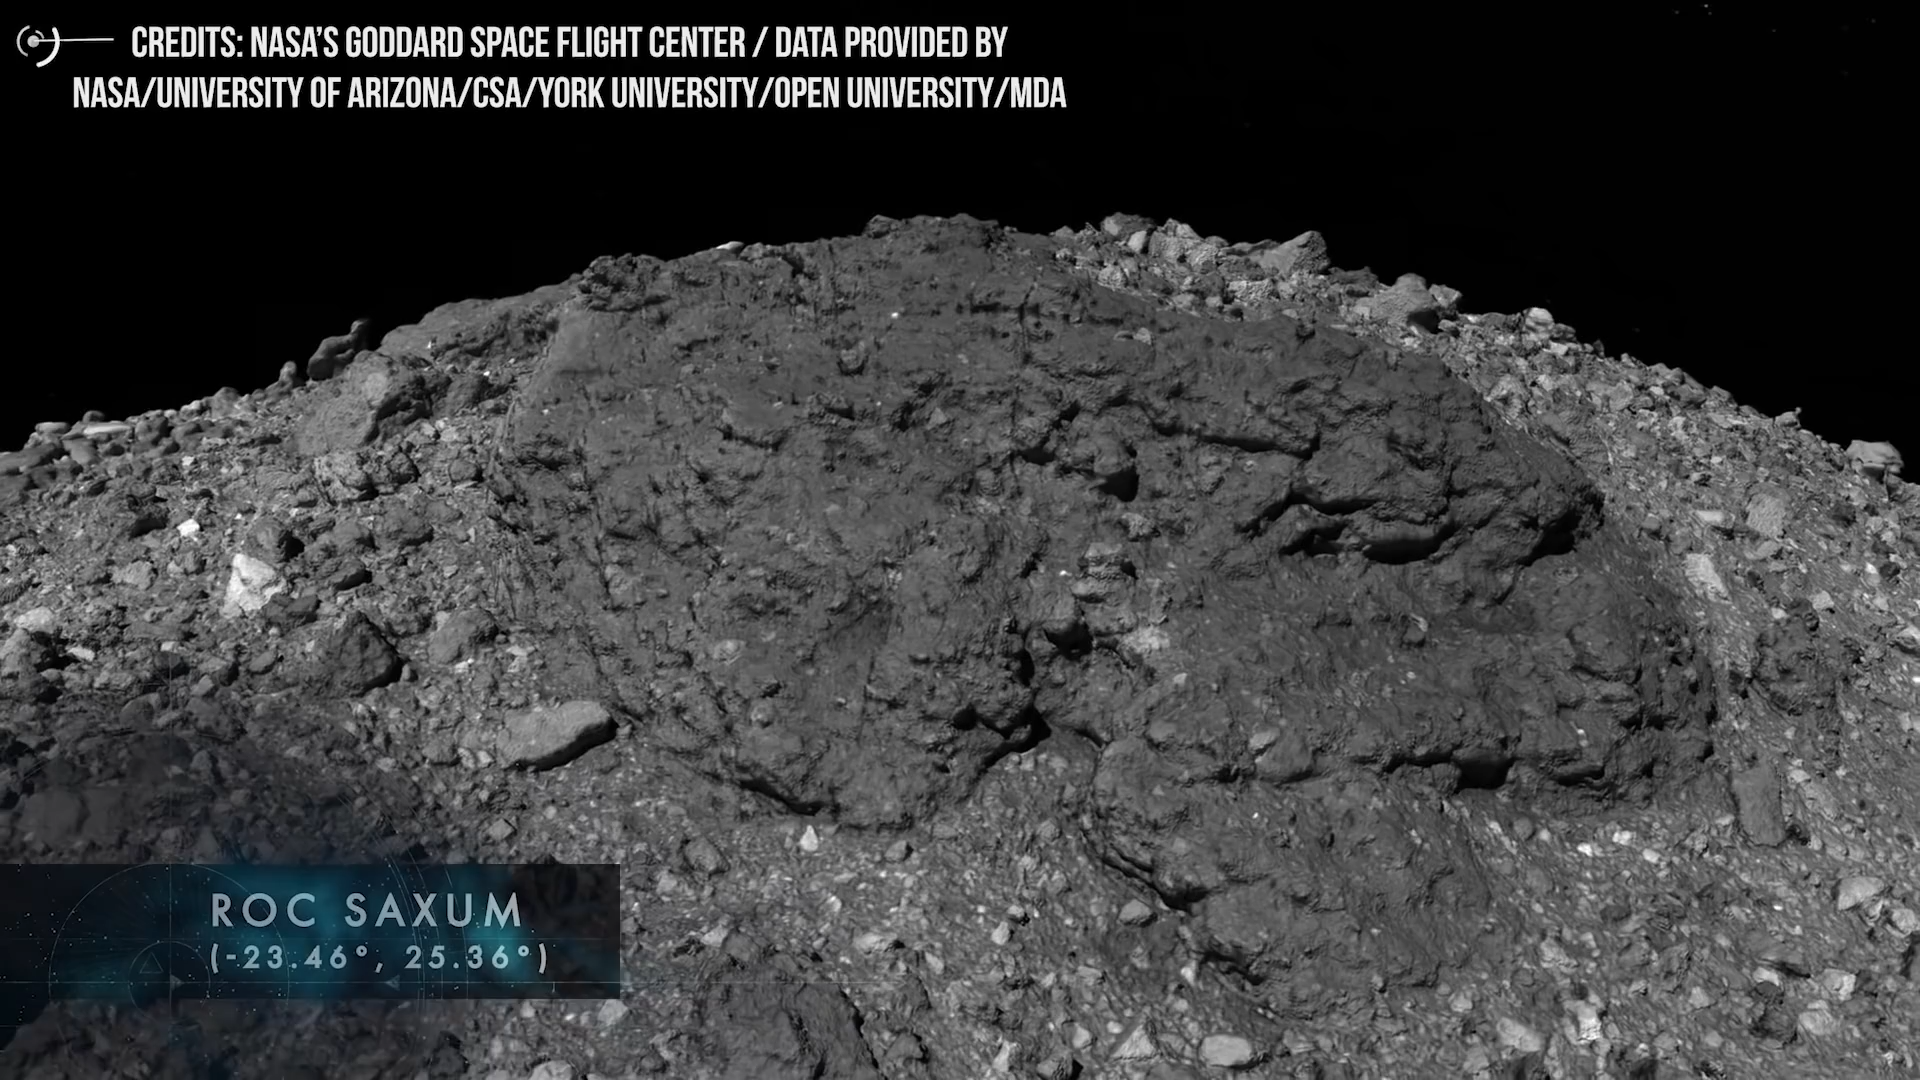 CREDITS: NASA'S GODDARD SPACE FLIGHT CENTER / DATA PROVIDED BY
NASA/UNIVERSITY OF ARIZONA/CSA/YORK UNIVERSITY/OPEN UNIVERSITY/MDA
ROC SAXUM
(-23.46°, 25.36°)